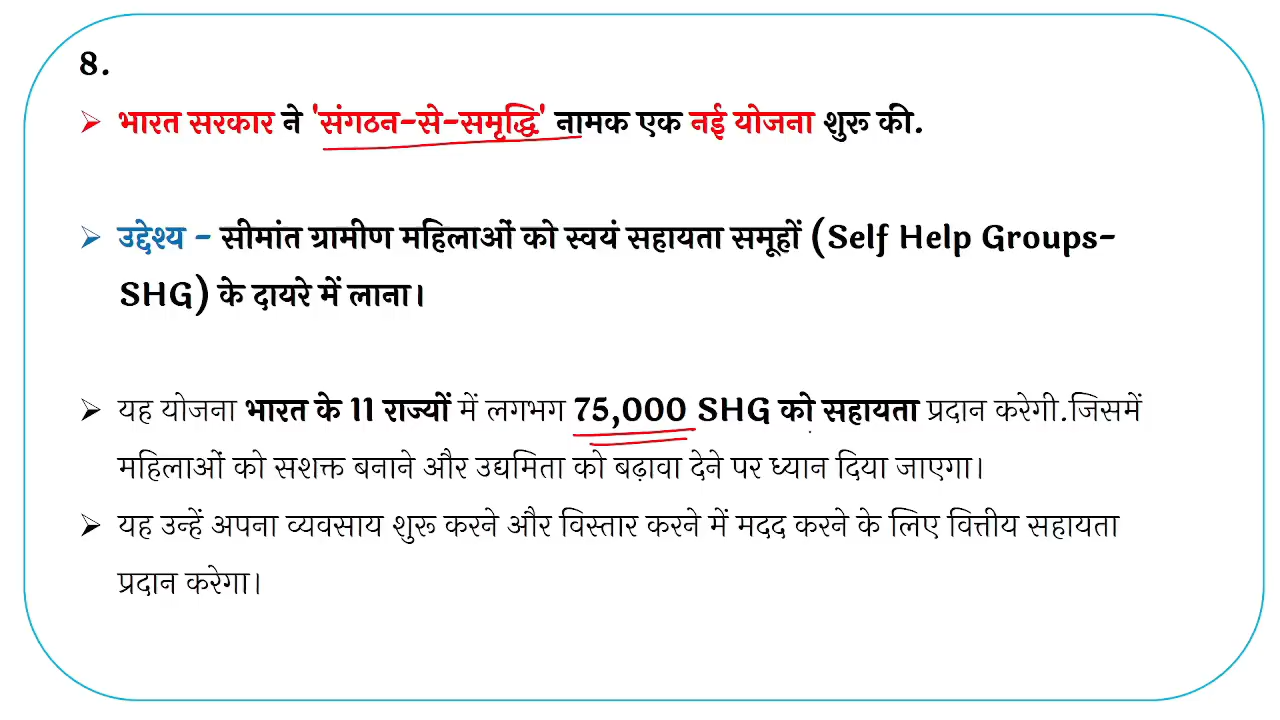 8.
भारत सरकार ने 'संगठन-से-समृद्धि' नामक एक नई योजना शुरू की.
उद्देश्य - सीमांत ग्रामीण महिलाओं को स्वयं सहायता समूहों (Self Help Groups-
SHG) के दायरे में लाना।
यह योजना भारत के 11 राज्यों में लगभग 75,000 SHG को सहायता प्रदान करेगी.जिसमें
महिलाओं को सशक्त बनाने और उद्यमिता को बढ़ावा देने पर ध्यान दिया जाएगा।
यह उन्हें अपना व्यवसाय शुरू करने और विस्तार करने में मदद करने के लिए वित्तीय सहायता
प्रदान करेगा।